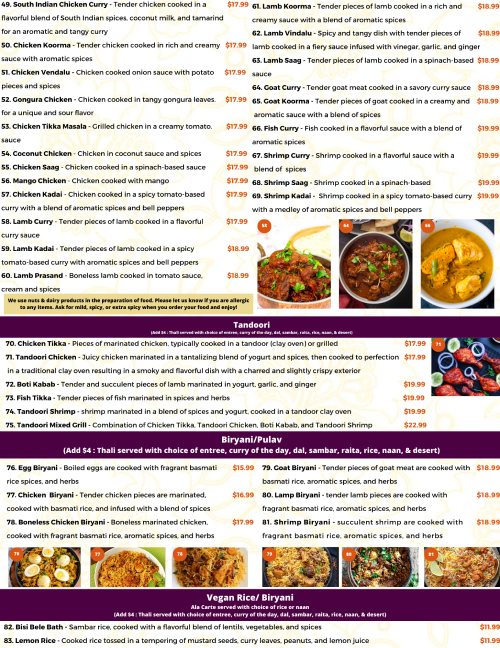 49. South Indian Chicken Curry - Tender chicken cooked in a $17.99
flavorful blend of South Indian spices, coconut milk, and tamarind
for an aromatic and tangy curry
50. Chicken Koorma - Tender chicken cooked in rich and creamy $17.99
sauce with aromatic spices
51. Chicken Vendalu - Chicken cooked onion sauce with potato $17.99
pieces and spices
52. Gongura Chicken - Chicken cooked in tangy gongura leaves, $17.99
for a unique and sour flavor
53. Chicken Tikka Masala - Grilled chicken in a creamy tomato, $17.99
sauce
54. Coconut Chicken - Chicken in coconut sauce and spices $17.99
55. Chicken Saag - Chicken cooked in a spinach-based sauce $17.99
56. Mango Chicken - Chicken cooked with mango $17.99
57. Chicken Kadai - Chicken cooked in a spicy tomato-based $17.99
curry with a blend of aromatic spices and bell peppers
58. Lamb Curry - Tender pieces of lamb cooked in a flavorful $17.99
curry sauce
59. Lamb Kadai - Tender pieces of lamb cooked in a spicy $18.99
tomato-based curry with aromatic spices and bell peppers
60. Lamb Prasand - Boneless lamb cooked in tomato sauce, $18.99
cream and spices
We use nuts & dairy products in the preparation of food. Please let us know if you are allergic
to any items. Ask for mild, spicy, or extra spicy when you order your food and enjoy!
61. Lamb Koorma - Tender pieces of lamb cooked in a rich and $18.99
creamy sauce with a blend of aromatic spices
62. Lamb Vindalu - Spicy and tangy dish with tender pieces of $18.99
lamb cooked in a fiery sauce infused with vinegar, garlic, and ginger
63. Lamb Saag - Tender pieces of lamb cooked in a spinach-based $18.99
sauce
64. Goat Curry - Tender goat meat cooked in a savory curry sauce $18.99
65. Goat Koorma - Tender pieces of goat cooked in a creamy and $18.99
aromatic sauce with a blend of spices
66. Fish Curry - Fish cooked in a flavorful sauce with a blend of $19.99
aromatic spices
67. Shrimp Curry - Shrimp cooked in a flavorful sauce with a $19.99
blend of spices
68. Shrimp Saag - Shrimp cooked in a spinach-based $19.99
69. Shrimp Kadai - Shrimp cooked in a spicy tomato-based curry $19.99
with a medley of aromatic spices and bell peppers
59 64 66
Tandoori
(Add $4 : Thali served with choice of entree, curry of the day, dal, sambar, raita, rice, naan, & desert)
70. Chicken Tikka - Pieces of marinated chicken, typically cooked in a tandoor (clay oven) or grilled $17.99
71. Tandoori Chicken - Juicy chicken marinated in a tantalizing blend of yogurt and spices, then cooked to perfection $17.99
in a traditional clay oven resulting in a smoky and flavorful dish with a charred and slightly crispy exterior
72. Boti Kabab - Tender and succulent pieces of lamb marinated in yogurt, garlic, and ginger $19.99
73. Fish Tikka - Tender pieces of fish marinated in spices and herbs $19.99
74. Tandoori Shrimp - shrimp marinated in a blend of spices and yogurt, cooked in a tandoor clay oven $19.99
75. Tandoori Mixed Grill - Combination of Chicken Tikka, Tandoori Chicken, Boti Kabab, and Tandoori Shrimp $22.99
71
Biryani/Pulav
(Add $4 : Thali served with choice of entree, curry of the day, dal, sambar, raita, rice, naan, & desert)
76. Egg Biryani - Boiled eggs are cooked with fragrant basmati $15.99
rice spices, and herbs
77. Chicken Biryani - Tender chicken pieces are marinated, $16.99
cooked with basmati rice, and infused with a blend of spices
78. Boneless Chicken Biryani - Boneless marinated chicken, $17.99
cooked with fragrant basmati rice, aromatic spices, and herbs
79. Goat Biryani - Tender pieces of goat meat are cooked with $18.99
basmati rice, aromatic spices, and herbs
80. Lamp Biryani - tender lamb pieces are cooked with $18.99
fragrant basmati rice, aromatic spices, and herbs
81. Shrimp Biryani - succulent shrimp are cooked with $18.99
fragrant basmati rice, aromatic spices, and herbs
76 77 78 79 80 81
Vegan Rice/ Biryani
Ala Carte served with choice of rice or naan
(Add $4 : Thali served with choice of entree, curry of the day, dal, sambar, raita, rice, naan, & desert)
82. Bisi Bele Bath - Sambar rice, cooked with a flavorful blend of lentils, vegetables, and spices $11.99
83. Lemon Rice - Cooked rice tossed in a tempering of mustard seeds, curry leaves, peanuts, and lemon juice $11.99